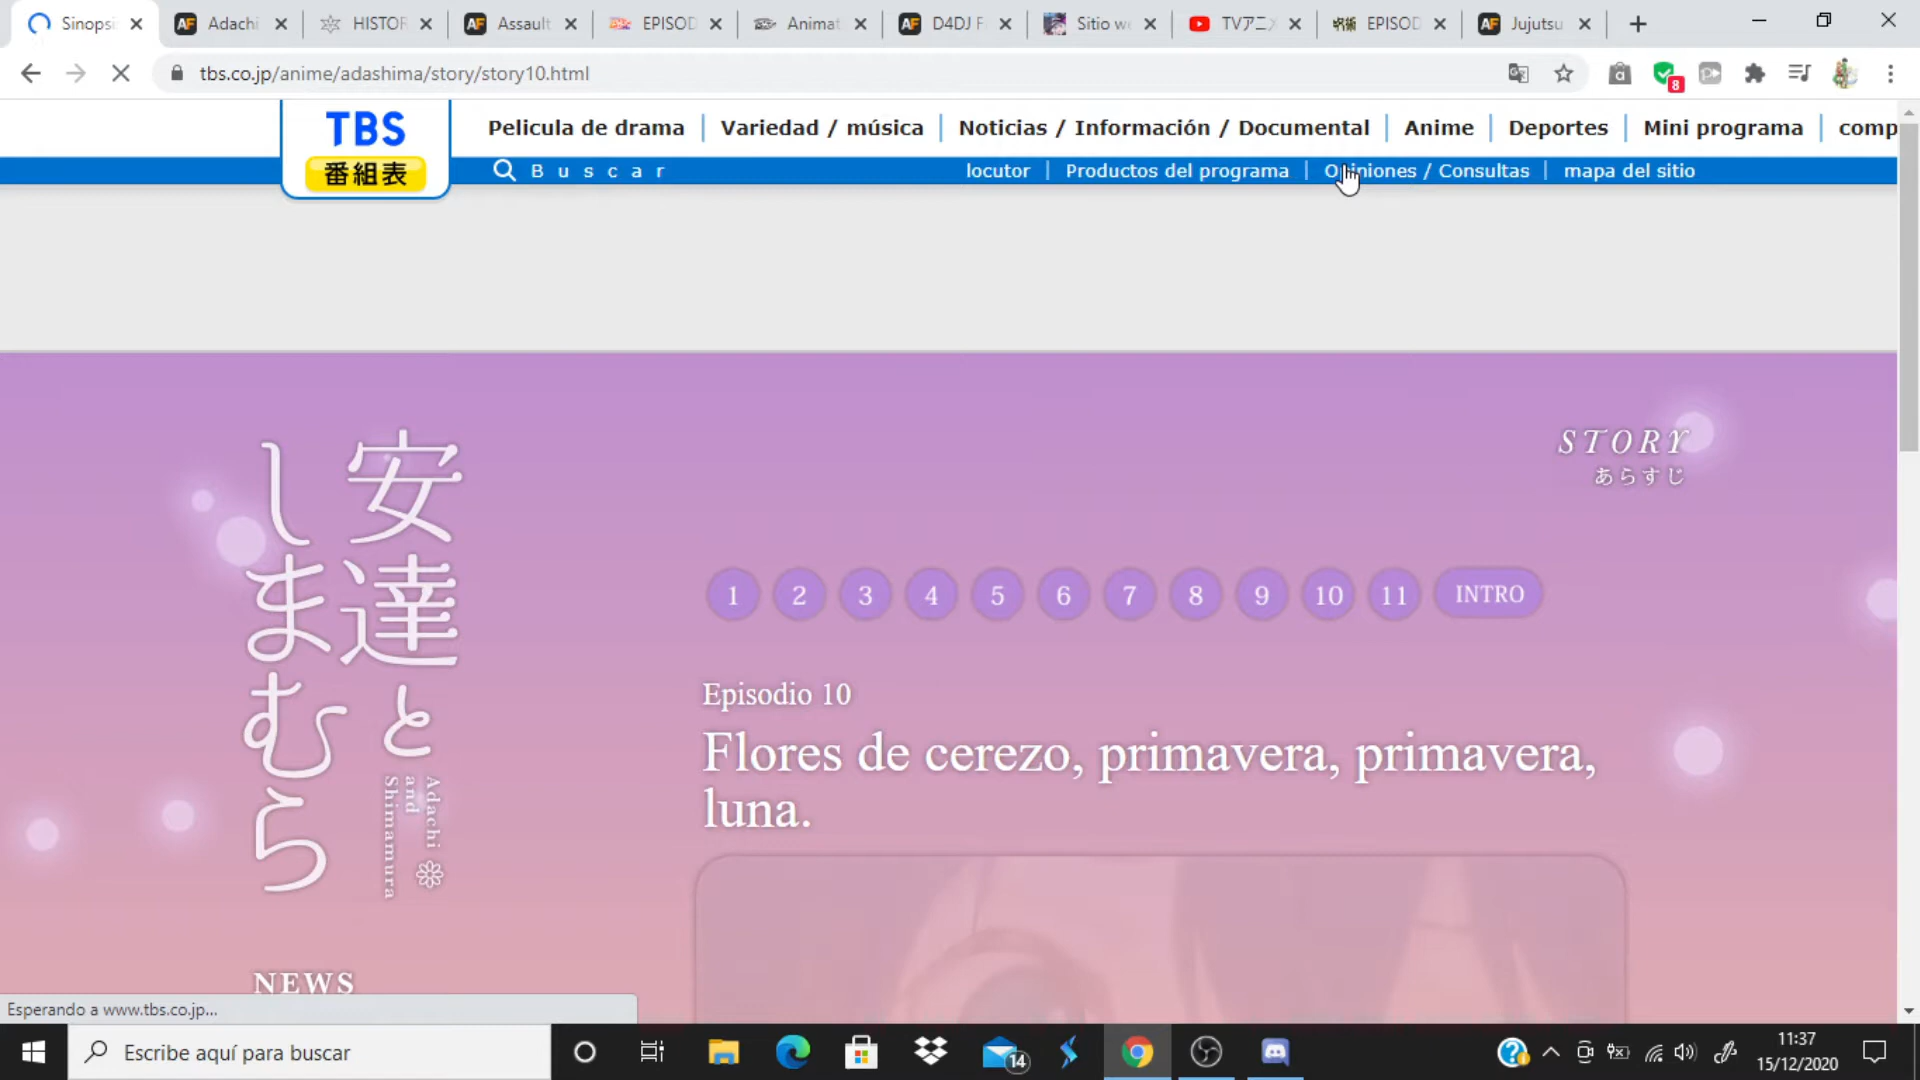 Sinopsi
Adachi
HISTOR
Assault
EPISOD
Animat
D4DJ F
Sitio we
TVアニメ
EPISOD
Jujutsu
tbs.co.jp/anime/adashima/story/story10.html
8
TBS
番組表
Pelicula de drama
Variedad / música
Noticias / Información / Documental
Anime
Deportes
Mini programa
comp
Buscar
locutor
Productos del programa
Opiniones / Consultas
mapa del sitio
安達と
しまむら
Adachi
and
Shimamura
STORY
あらすじ
1 2 3 4 5 6 7 8 9 10 11 INTRO
Episodio 10
Flores de cerezo, primavera, primavera,
luna.
NEWS
Esperando a www.tbs.co.jp...
Escribe aquí para buscar
14
11:37
15/12/2020